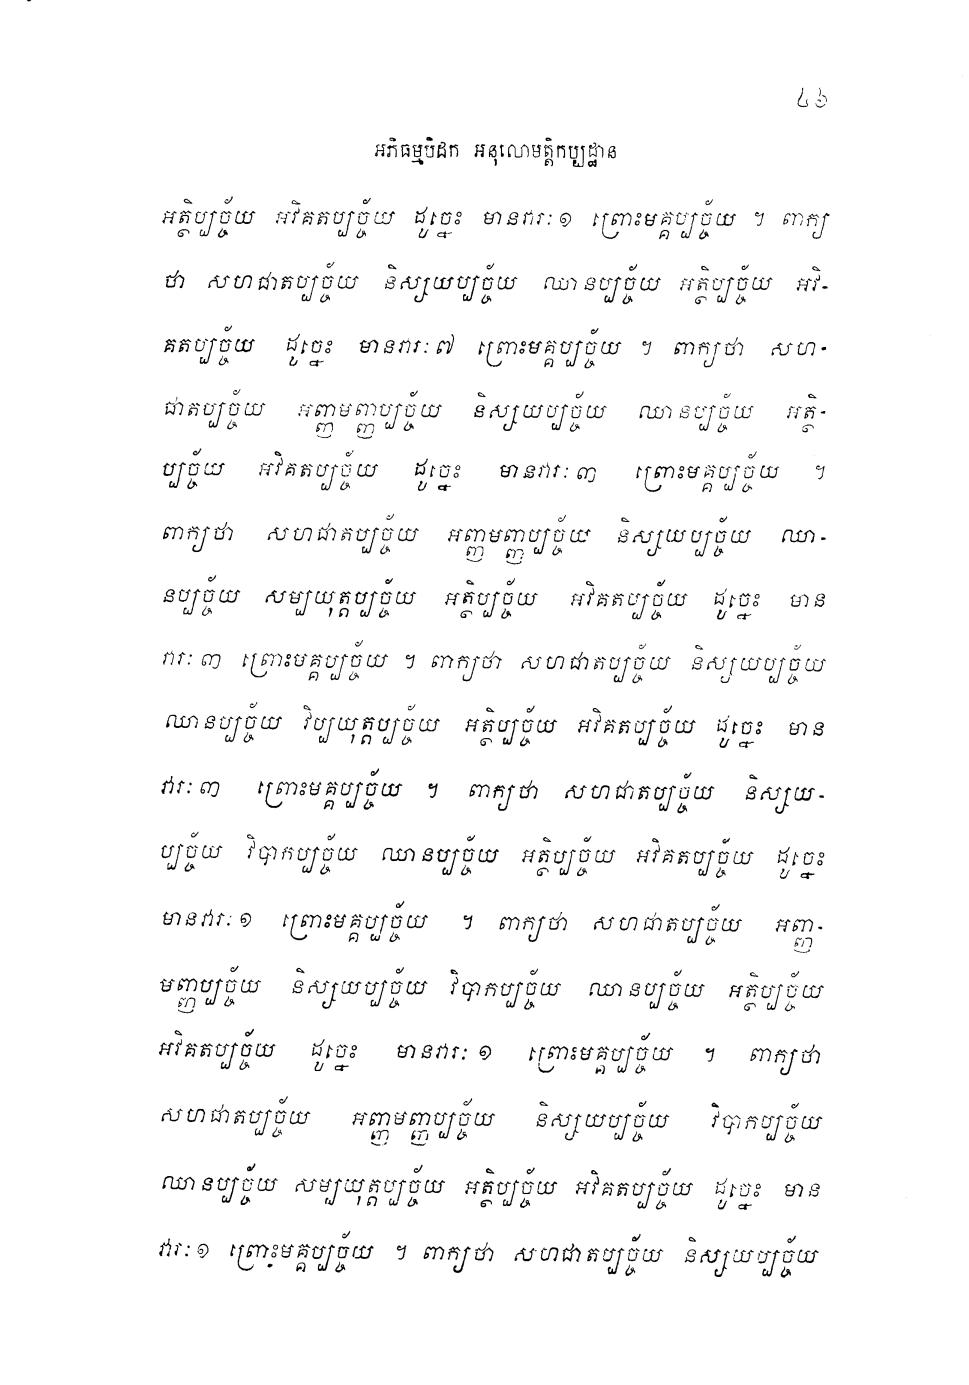 ៤៦
អភិធម្មបិដក អនុលោមត្តិកប្បដ្ឋាន
អត្ថិប្បច្ច័យ អវិគតប្បច្ច័យ ដូច្នេះ មានវារៈ១ ព្រោះមគ្គប្បច្ច័យ ។ ពាក្យ
ថា សហជាតប្បច្ច័យ និស្សយប្បច្ច័យ ឈានប្បច្ច័យ អត្ថិប្បច្ច័យ អវិ-
គតប្បច្ច័យ ដូច្នេះ មានវារៈ៧ ព្រោះមគ្គប្បច្ច័យ ។ ពាក្យថា សហ-
ជាតប្បច្ច័យ អញ្ញមញ្ញប្បច្ច័យ និស្សយប្បច្ច័យ ឈានប្បច្ច័យ អត្ថិ-
ប្បច្ច័យ អវិគតប្បច្ច័យ ដូច្នេះ មានវារៈ៣ ព្រោះមគ្គប្បច្ច័យ ។
ពាក្យថា សហជាតប្បច្ច័យ អញ្ញមញ្ញប្បច្ច័យ និស្សយប្បច្ច័យ ឈា-
នប្បច្ច័យ សម្បយុត្តប្បច្ច័យ អត្ថិប្បច្ច័យ អវិគតប្បច្ច័យ ដូច្នេះ មាន
វារៈ៣ ព្រោះមគ្គប្បច្ច័យ ។ ពាក្យថា សហជាតប្បច្ច័យ និស្សយប្បច្ច័យ
ឈានប្បច្ច័យ វិប្បយុត្តប្បច្ច័យ អត្ថិប្បច្ច័យ អវិគតប្បច្ច័យ ដូច្នេះ មាន
វារៈ៣ ព្រោះមគ្គប្បច្ច័យ ។ ពាក្យថា សហជាតប្បច្ច័យ និស្សយ-
ប្បច្ច័យ វិបាកប្បច្ច័យ ឈានប្បច្ច័យ អត្ថិប្បច្ច័យ អវិគតប្បច្ច័យ ដូច្នេះ
មានវារៈ១ ព្រោះមគ្គប្បច្ច័យ ។ ពាក្យថា សហជាតប្បច្ច័យ អញ្ញ-
មញ្ញប្បច្ច័យ និស្សយប្បច្ច័យ វិបាកប្បច្ច័យ ឈានប្បច្ច័យ អត្ថិប្បច្ច័យ
អវិគតប្បច្ច័យ ដូច្នេះ មានវារៈ១ ព្រោះមគ្គប្បច្ច័យ ។ ពាក្យថា
សហជាតប្បច្ច័យ អញ្ញមញ្ញប្បច្ច័យ និស្សយប្បច្ច័យ វិបាកប្បច្ច័យ
ឈានប្បច្ច័យ សម្បយុត្តប្បច្ច័យ អត្ថិប្បច្ច័យ អវិគតប្បច្ច័យ ដូច្នេះ មាន
វារៈ១ ព្រោះមគ្គប្បច្ច័យ ។ ពាក្យថា សហជាតប្បច្ច័យ និស្សយប្បច្ច័យ